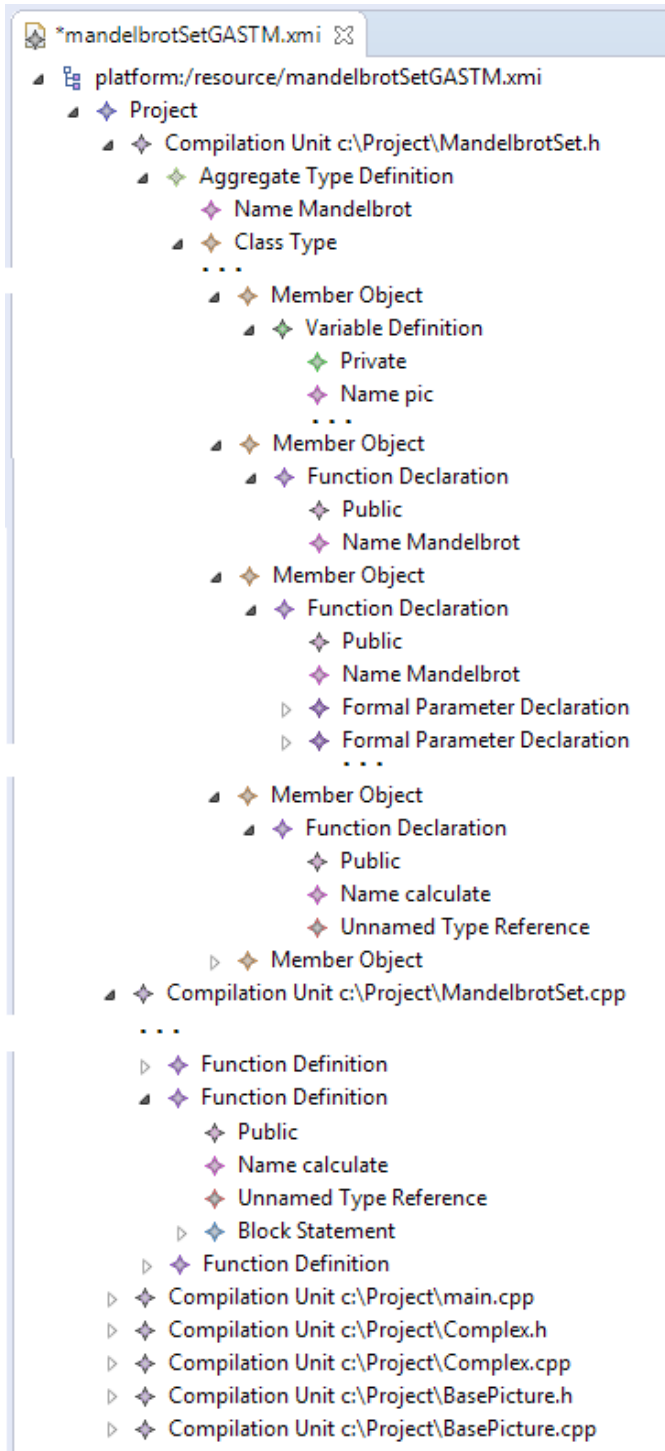 *mandelbrotSetGASTM.xmi
platform:/resource/mandelbrotSetGASTM.xmi
Project
Compilation Unit c:\Project\MandelbrotSet.h
Aggregate Type Definition
Name Mandelbrot
Class Type
...
Member Object
Variable Definition
Private
Name pic
...
Member Object
Function Declaration
Public
Name Mandelbrot
Member Object
Function Declaration
Public
Name Mandelbrot
Formal Parameter Declaration
Formal Parameter Declaration
...
Member Object
Function Declaration
Public
Name calculate
Unnamed Type Reference
Member Object
Compilation Unit c:\Project\MandelbrotSet.cpp
...
Function Definition
Function Definition
Public
Name calculate
Unnamed Type Reference
Block Statement
Function Definition
Compilation Unit c:\Project\main.cpp
Compilation Unit c:\Project\Complex.h
Compilation Unit c:\Project\Complex.cpp
Compilation Unit c:\Project\BasePicture.h
Compilation Unit c:\Project\BasePicture.cpp